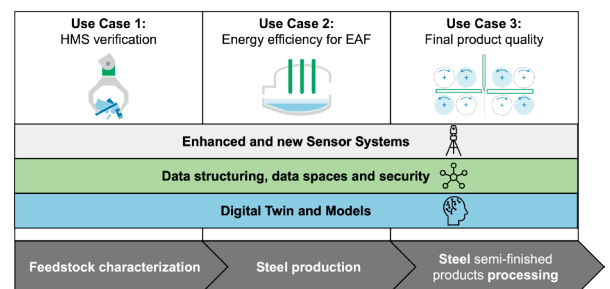 Use Case 1:
HMS verification
Use Case 2:
Energy efficiency for EAF
Use Case 3:
Final product quality
Enhanced and new Sensor Systems
Data structuring, data spaces and security
Digital Twin and Models
Feedstock characterization
Steel production
Steel semi-finished
products processing